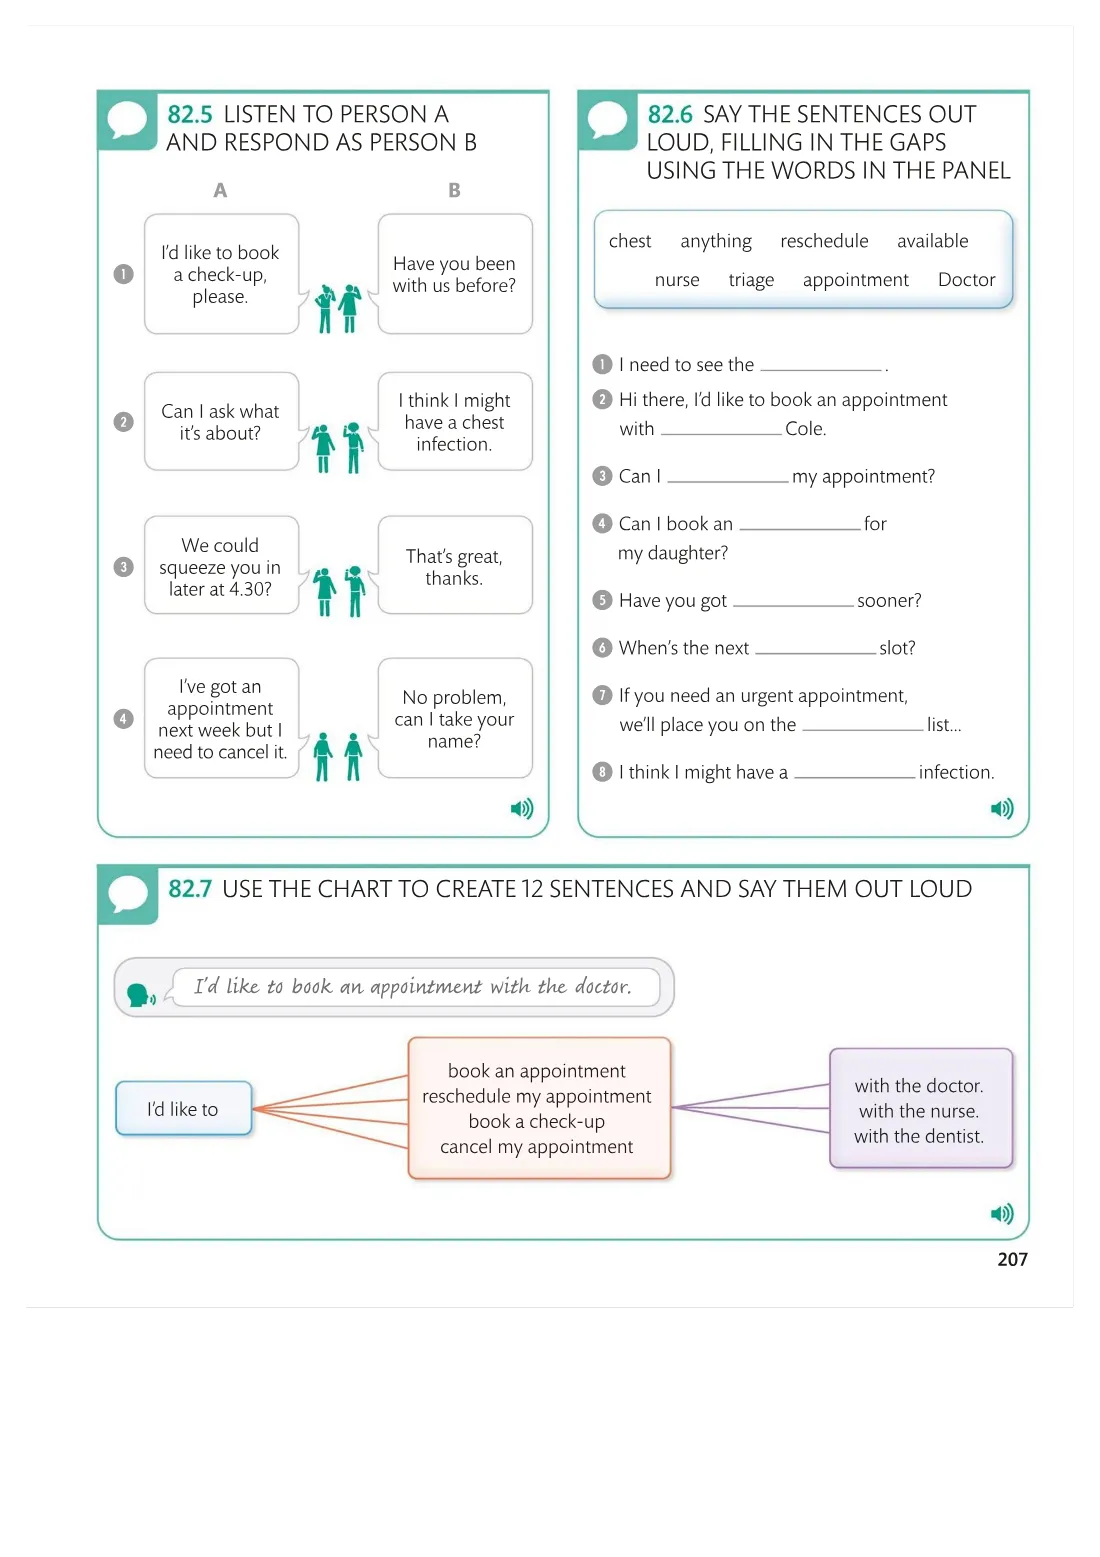 82.5 LISTEN TO PERSON A
AND RESPOND AS PERSON B
A
B
1
I'd like to book
a check-up,
please.
Have you been
with us before?
2
Can I ask what
it's about?
I think I might
have a chest
infection.
3
We could
squeeze you in
later at 4.30?
That's great,
thanks.
4
I've got an
appointment
next week but I
need to cancel it.
No problem,
can I take your
name?
82.6 SAY THE SENTENCES OUT
LOUD, FILLING IN THE GAPS
USING THE WORDS IN THE PANEL
chest anything reschedule available
nurse triage appointment Doctor
1 I need to see the ____________ .
2 Hi there, I'd like to book an appointment
with ____________ Cole.
3 Can I ____________ my appointment?
4 Can I book an ____________ for
my daughter?
5 Have you got ____________ sooner?
6 When's the next ____________ slot?
7 If you need an urgent appointment,
we'll place you on the ____________ list...
8 I think I might have a ____________ infection.
82.7 USE THE CHART TO CREATE 12 SENTENCES AND SAY THEM OUT LOUD
I'd like to book an appointment with the doctor.
I'd like to
book an appointment
reschedule my appointment
book a check-up
cancel my appointment
with the doctor.
with the nurse.
with the dentist.
207